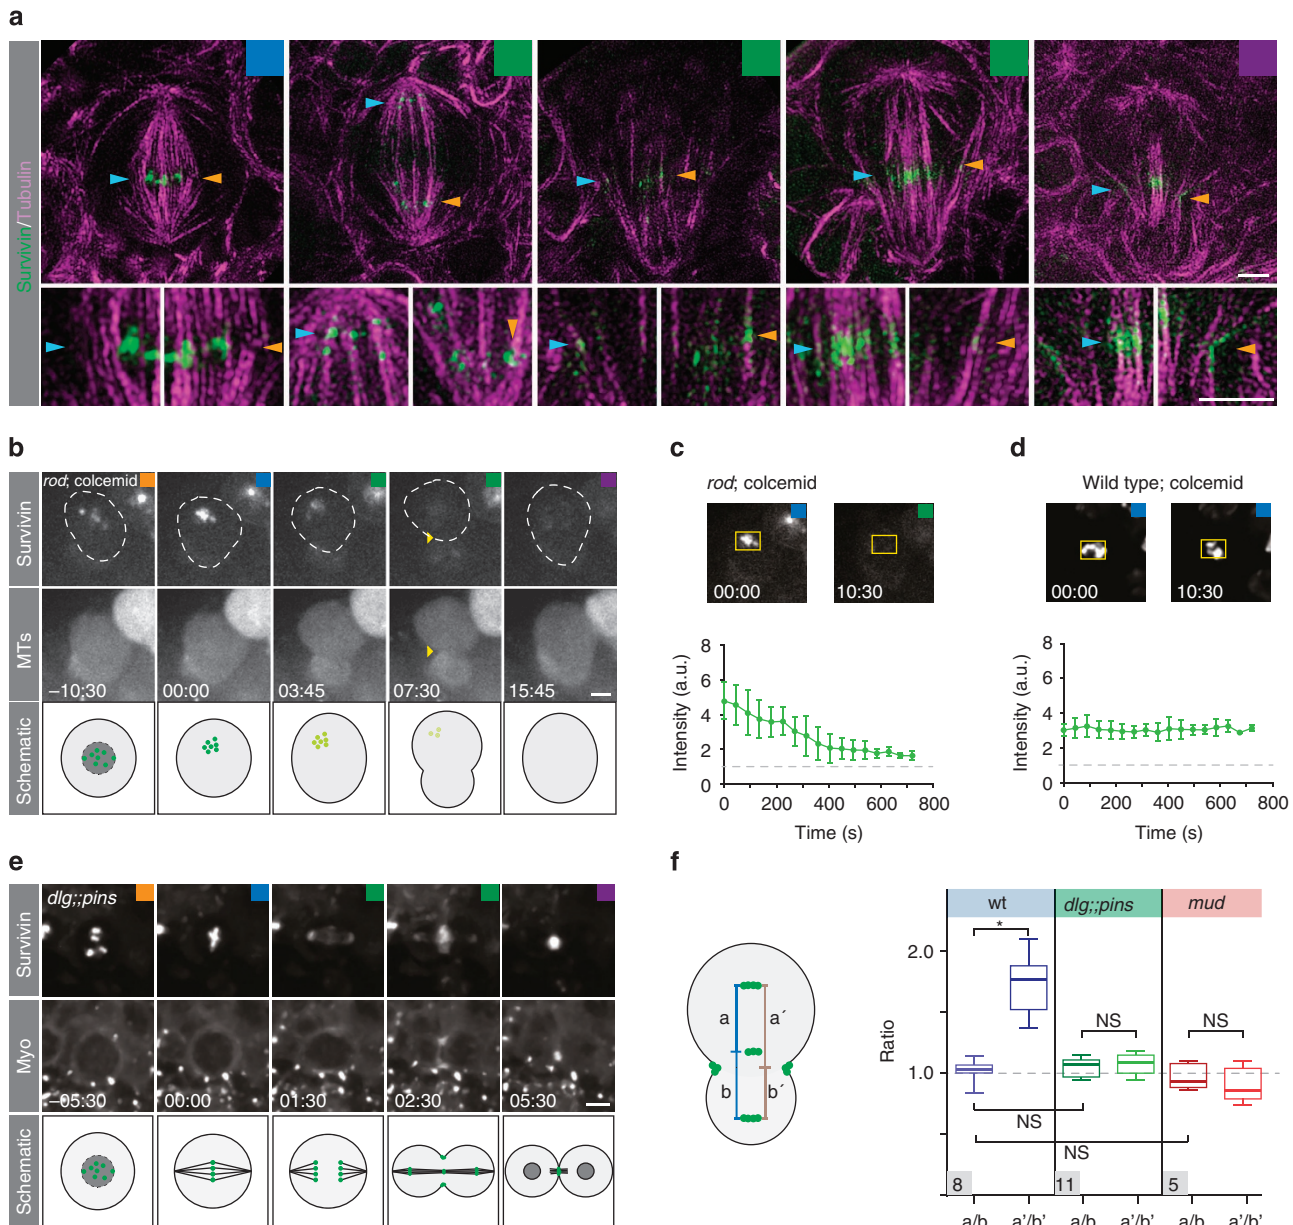 a
Survivin/Tubulin
b
Survivin
MTs
Schematic
rod; colcemid
–10:30
00:00
03:45
07:30
15:45
c
rod; colcemid
00:00
10:30
8
6
4
2
0
Intensity (a.u.)
0
200
400
600
800
Time (s)
d
Wild type; colcemid
00:00
10:30
8
6
4
2
0
Intensity (a.u.)
0
200
400
600
800
Time (s)
e
Survivin
Myo
Schematic
dlg;;pins
–05:30
00:00
01:30
02:30
05:30
f
a
a´
b
b´
wt
dlg;;pins
mud
*
2.0
1.0
Ratio
NS
NS
NS
NS
8
11
5
a/b
a'/b'
a/b
a'/b'
a/b
a'/b'